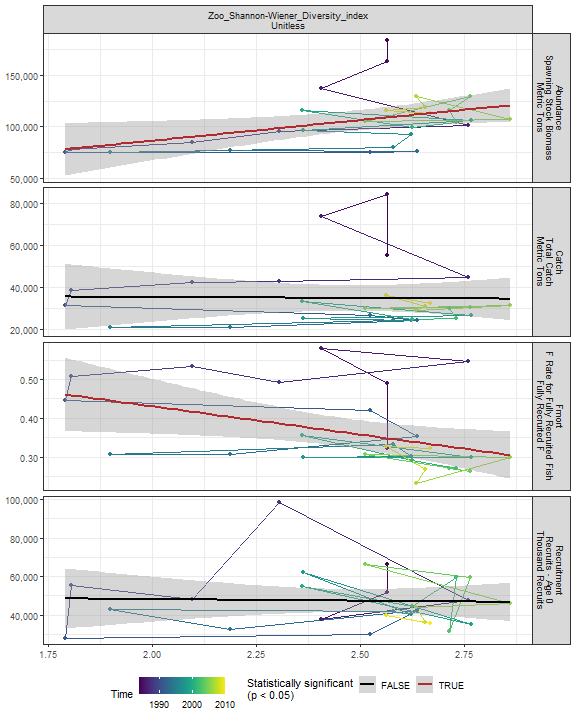 Zoo_Shannon-Wiener_Diversity_index
Unitless
150,000
100,000
50,000
Abundance
Spawning Stock Biomass
Metric Tons
80,000
60,000
40,000
20,000
Catch
Total Catch
Metric Tons
0.50
0.40
0.30
Fmort
F Rate for Fully Recruited Fish
Fully Recruited F
100,000
80,000
60,000
40,000
Recruitment
Recruits - Age 0
Thousand Recruits
1.75
2.00
2.25
2.50
2.75
Time
1990
2000
2010
Statistically significant
(p < 0.05)
FALSE
TRUE